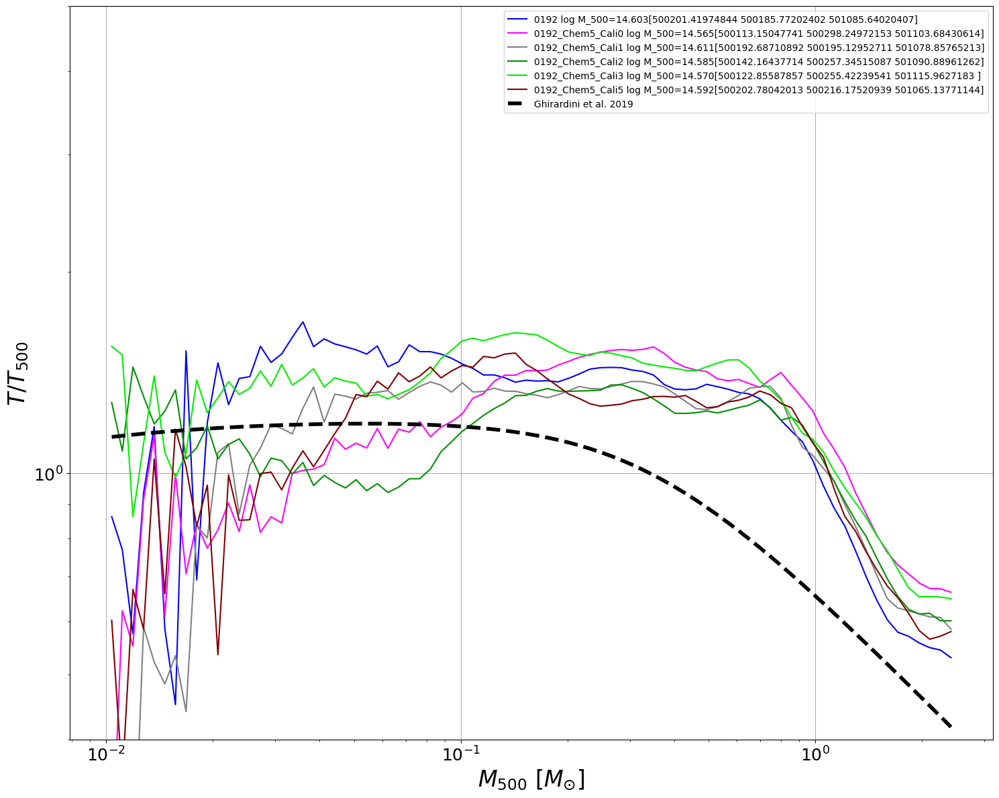 0192 log M_500=14.603[500201.41974844 500185.77202402 501085.64020407]
0192_Chem5_Cali0 log M_500=14.565[500113.15047741 500298.24972153 501103.68430614]
0192_Chem5_Cali1 log M_500=14.611[500192.68710892 500195.12952711 501078.85765213]
0192_Chem5_Cali2 log M_500=14.585[500142.16437714 500257.34515087 501090.88961262]
0192_Chem5_Cali3 log M_500=14.570[500122.85587857 500255.42239541 501115.9627183 ]
0192_Chem5_Cali5 log M_500=14.592[500202.78042013 500216.17520939 501065.13771144]
Ghirardini et al. 2019
T/T₅₀₀
10⁰
10⁻² 10⁻¹ 10⁰
M₅₀₀ [M⊙]